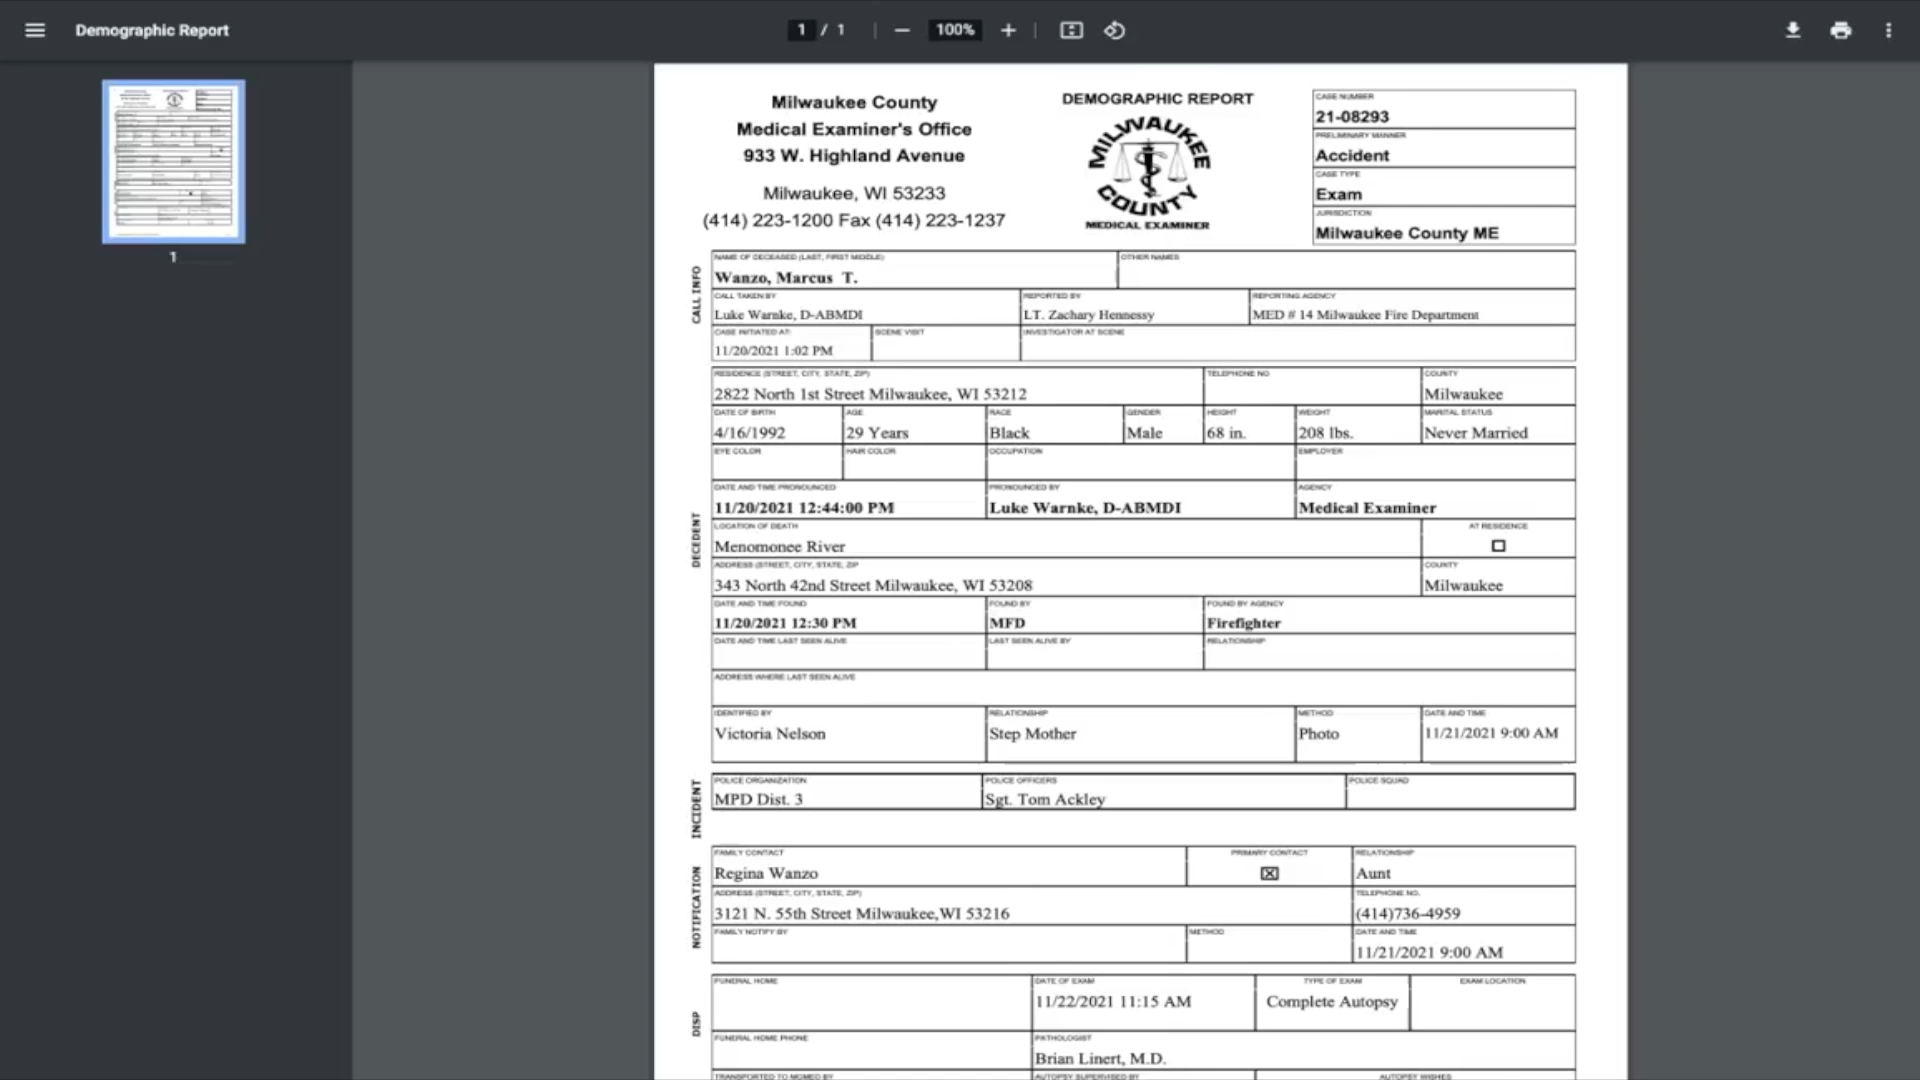 Demographic Report
1 / 1
100%
1
Milwaukee County
Medical Examiner's Office
933 W. Highland Avenue
Milwaukee, WI 53233
(414) 223-1200 Fax (414) 223-1237
DEMOGRAPHIC REPORT
MILWAUKEE COUNTY
MEDICAL EXAMINER
CASE NUMBER
21-08293
PRELIMINARY MANNER
Accident
CASE TYPE
Exam
JURISDICTION
Milwaukee County ME
CALL INFO
NAME OF DECEASED (LAST, FIRST MIDDLE) OTHER NAMES
Wanzo, Marcus T.
CALL TAKEN BY REPORTED BY REPORTING AGENCY
Luke Warnke, D-ABMDI LT. Zachary Hennessy MED # 14 Milwaukee Fire Department
CASE INITIATED AT: SCENE VISIT INVESTIGATOR AT SCENE
11/20/2021 1:02 PM
DECEDENT
RESIDENCE (STREET, CITY, STATE, ZIP) TELEPHONE NO COUNTY
2822 North 1st Street Milwaukee, WI 53212 Milwaukee
DATE OF BIRTH AGE RACE GENDER HEIGHT WEIGHT MARITAL STATUS
4/16/1992 29 Years Black Male 68 in. 208 lbs. Never Married
EYE COLOR HAIR COLOR OCCUPATION EMPLOYER
DATE AND TIME PRONOUNCED PRONOUNCED BY AGENCY
11/20/2021 12:44:00 PM Luke Warnke, D-ABMDI Medical Examiner
LOCATION OF DEATH AT RESIDENCE
Menomonee River
ADDRESS (STREET, CITY, STATE, ZIP COUNTY
343 North 42nd Street Milwaukee, WI 53208 Milwaukee
DATE AND TIME FOUND FOUND BY FOUND BY AGENCY
11/20/2021 12:30 PM MFD Firefighter
DATE AND TIME LAST SEEN ALIVE LAST SEEN ALIVE BY RELATIONSHIP
ADDRESS WHERE LAST SEEN ALIVE
IDENTIFIED BY RELATIONSHIP METHOD DATE AND TIME
Victoria Nelson Step Mother Photo 11/21/2021 9:00 AM
INCIDENT
POLICE ORGANIZATION POLICE OFFICERS POLICE SQUAD
MPD Dist. 3 Sgt. Tom Ackley
NOTIFICATION
FAMILY CONTACT PRIMARY CONTACT RELATIONSHIP
Regina Wanzo Aunt
ADDRESS (STREET, CITY, STATE, ZIP) TELEPHONE NO.
3121 N. 55th Street Milwaukee,WI 53216 (414)736-4959
FAMILY NOTIFY BY METHOD DATE AND TIME
11/21/2021 9:00 AM
DISP
FUNERAL HOME DATE OF EXAM TYPE OF EXAM EXAM LOCATION
11/22/2021 11:15 AM Complete Autopsy
FUNERAL HOME PHONE PATHOLOGIST
Brian Linert, M.D.
TRANSPORTED TO MCMEO BY AUTOPSY SUPERVISED BY AUTOPSY WISHES